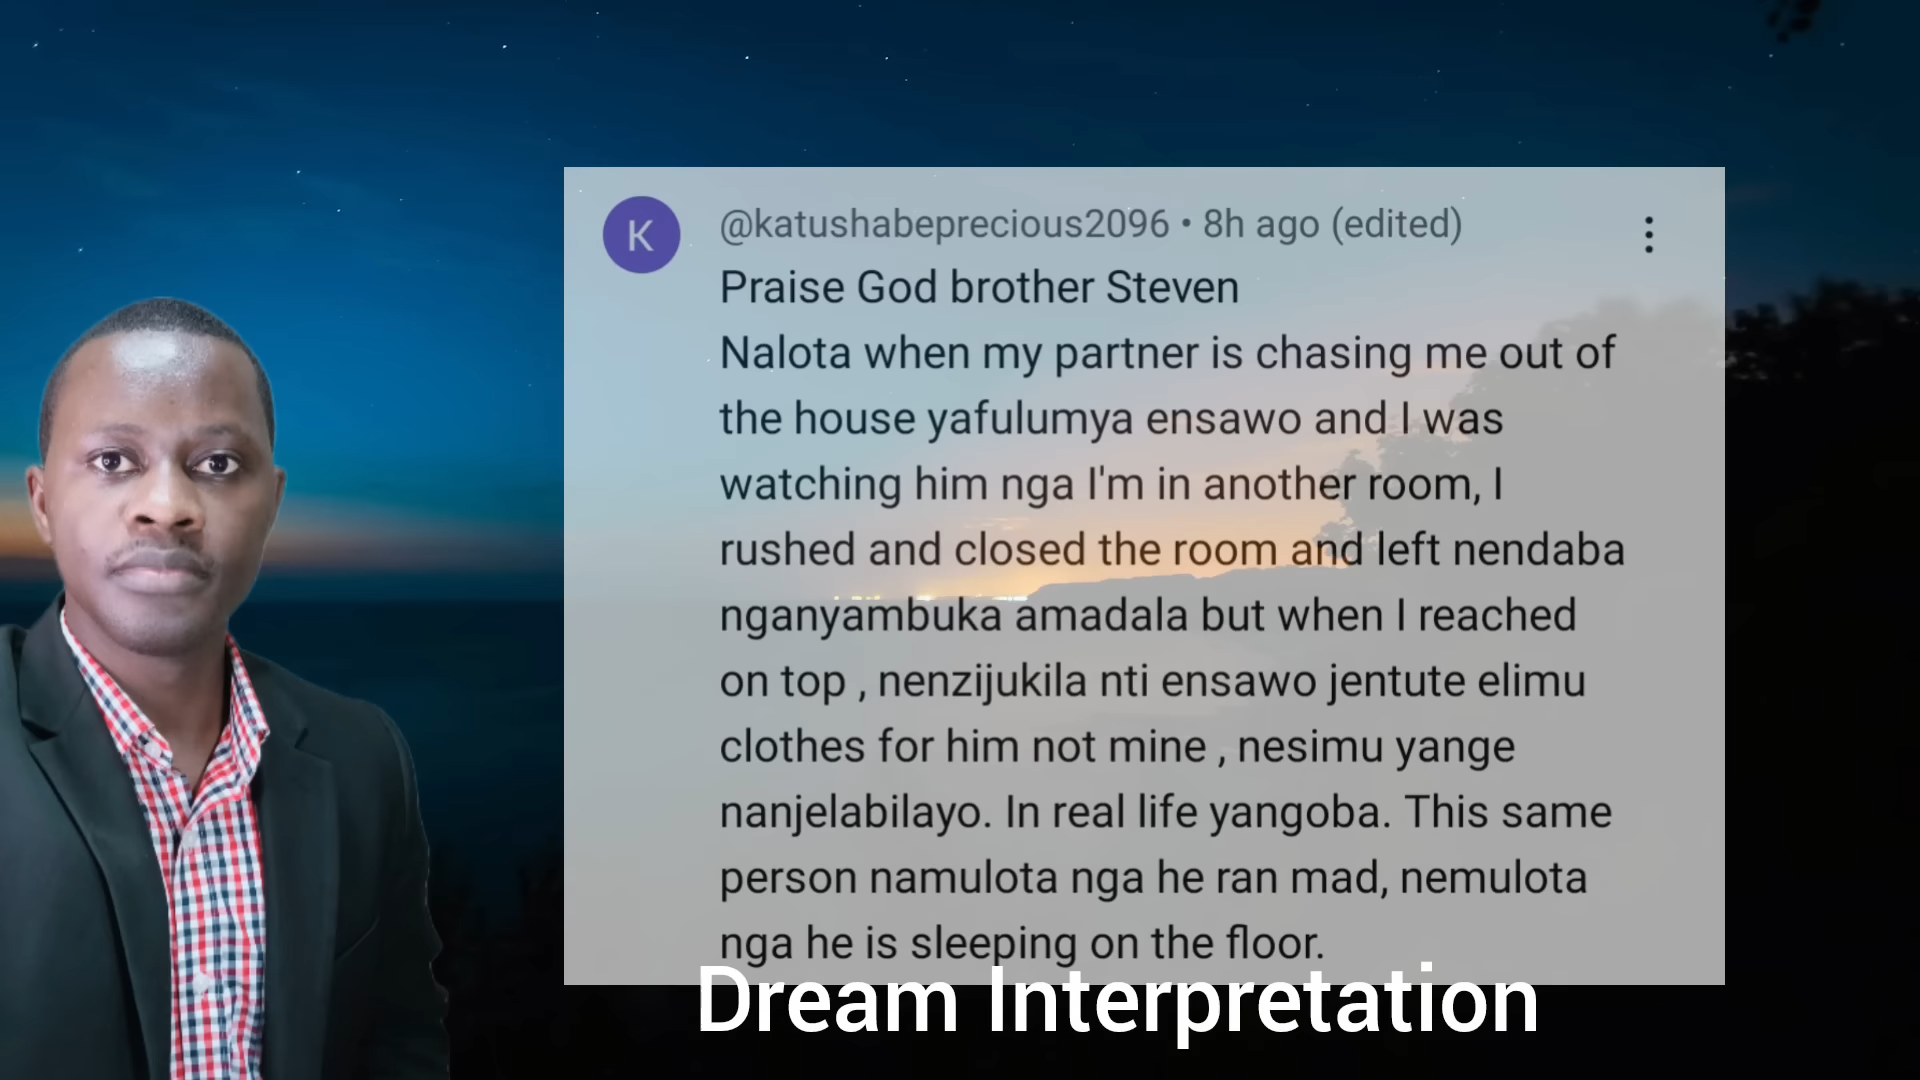 K
@katushabeprecious2096 • 8h ago (edited)
Praise God brother Steven
Nalota when my partner is chasing me out of
the house yafulumya ensawo and I was
watching him nga I'm in another room, I
rushed and closed the room and left nendaba
nganyambuka amadala but when I reached
on top , nenzijukila nti ensawo jentute elimu
clothes for him not mine , nesimu yange
nanjelabilayo. In real life yangoba. This same
person namulota nga he ran mad, nemulota
nga he is sleeping on the floor.
Dream Interpretation